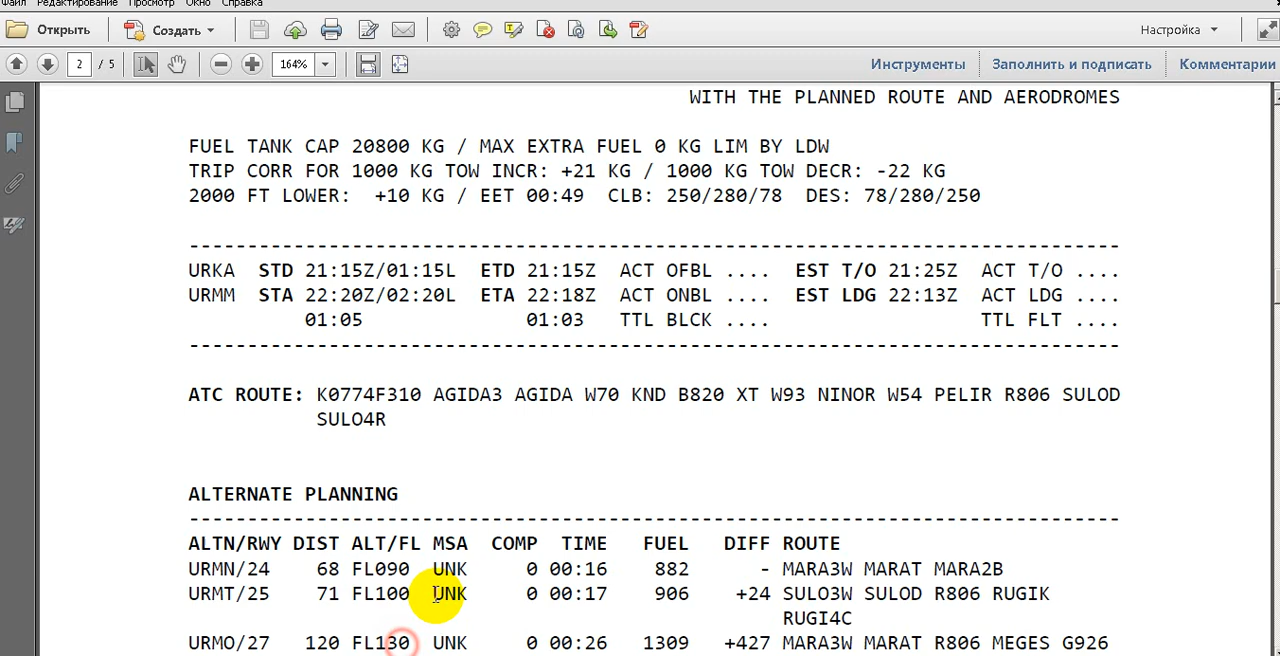 Файл Редактирование Просмотр Окно Справка
Открыть Создать 164% Настройка
2 / 5 Инструменты Заполнить и подписать Комментарии
WITH THE PLANNED ROUTE AND AERODROMES
FUEL TANK CAP 20800 KG / MAX EXTRA FUEL 0 KG LIM BY LDW
TRIP CORR FOR 1000 KG TOW INCR: +21 KG / 1000 KG TOW DECR: -22 KG
2000 FT LOWER: +10 KG / EET 00:49 CLB: 250/280/78 DES: 78/280/250
--------------------------------------------------------------------------------
URKA STD 21:15Z/01:15L ETD 21:15Z ACT OFBL .... EST T/O 21:25Z ACT T/O ....
URMM STA 22:20Z/02:20L ETA 22:18Z ACT ONBL .... EST LDG 22:13Z ACT LDG ....
01:05 01:03 TTL BLCK .... TTL FLT ....
--------------------------------------------------------------------------------
ATC ROUTE: K0774F310 AGIDA3 AGIDA W70 KND B820 XT W93 NINOR W54 PELIR R806 SULOD
SULO4R
ALTERNATE PLANNING
--------------------------------------------------------------------------------
ALTN/RWY DIST ALT/FL MSA COMP TIME FUEL DIFF ROUTE
URMN/24 68 FL090 UNK 0 00:16 882 - MARA3W MARAT MARA2B
URMT/25 71 FL100 UNK 0 00:17 906 +24 SULO3W SULOD R806 RUGIK
RUGI4C
URMO/27 120 FL130 UNK 0 00:26 1309 +427 MARA3W MARAT R806 MEGES G926